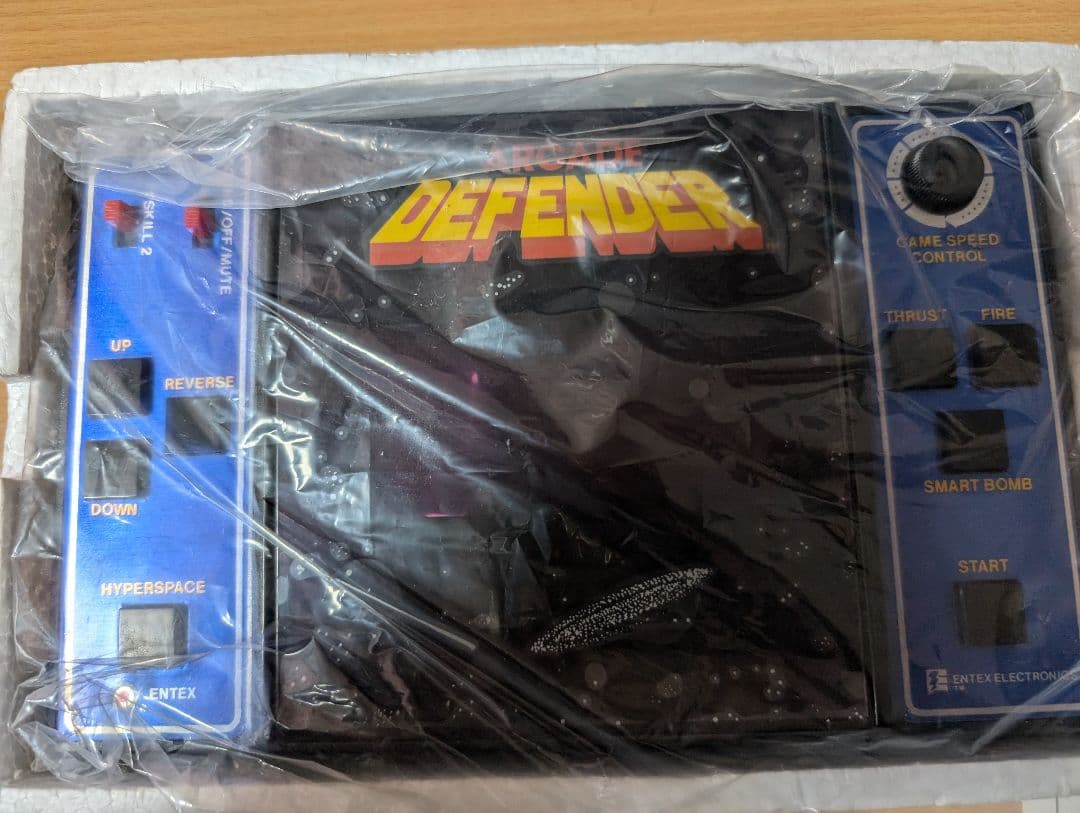 ARCADE
DEFENDER
SKILL 2
/OFF/MUTE
UP
REVERSE
DOWN
HYPERSPACE
ENTEX
GAME SPEED
CONTROL
THRUST
FIRE
SMART BOMB
START
ENTEX ELECTRONICS
TM